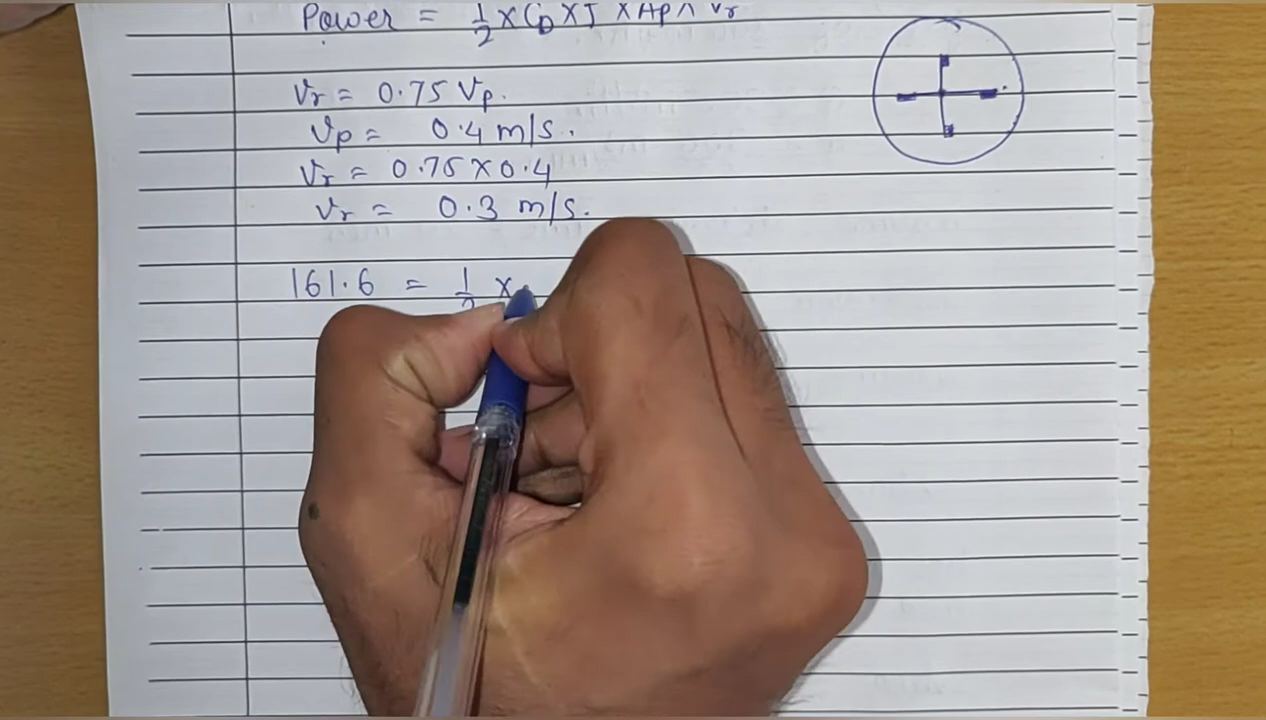 Power = 1/2 × C_D × ρ × Ap × Vr
Vr = 0.75 Vp.
Vp = 0.4 m/s.
Vr = 0.75 × 0.4
Vr = 0.3 m/s.
161.6 = 1/2 ×